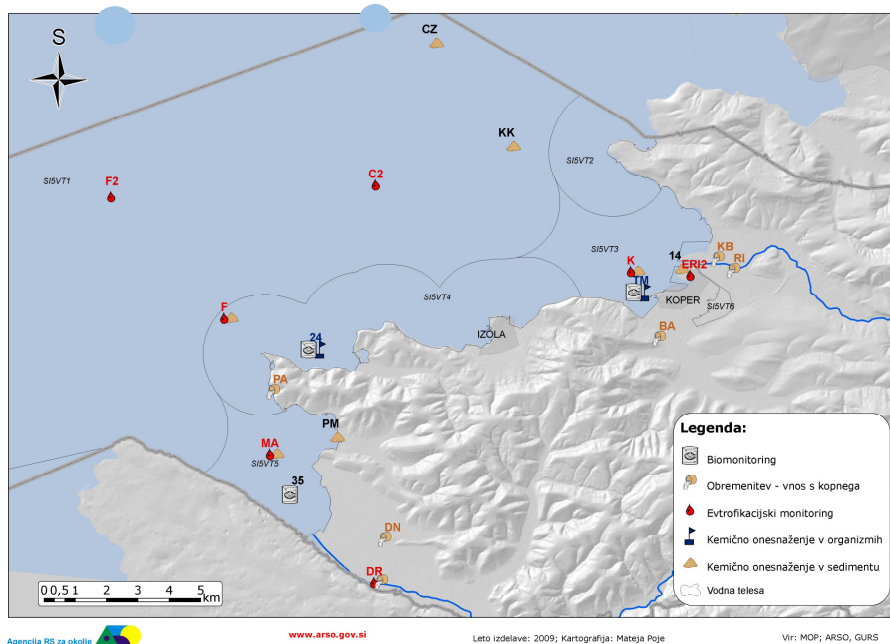 CZ
S
KK
SI5VT2
SI5VT1
F2
C2
SI5VT3
14
KB
RI
K
ERI2
TM
SI5VT4
KOPER
SI5VT6
F
IZOLA
BA
24
PA
PM
MA
SI5VT5
35
DN
DR
Legenda:
Biomonitoring
Obremenitev - vnos s kopnega
Evtrofikacijski monitoring
Kemično onesnaženje v organizmih
Kemično onesnaženje v sedimentu
Vodna telesa
0 0,5 1 2 3 4 5 km
Agencija RS za okolje
www.arso.gov.si
Leto izdelave: 2009; Kartografija: Mateja Poje
Vir: MOP; ARSO, GURS